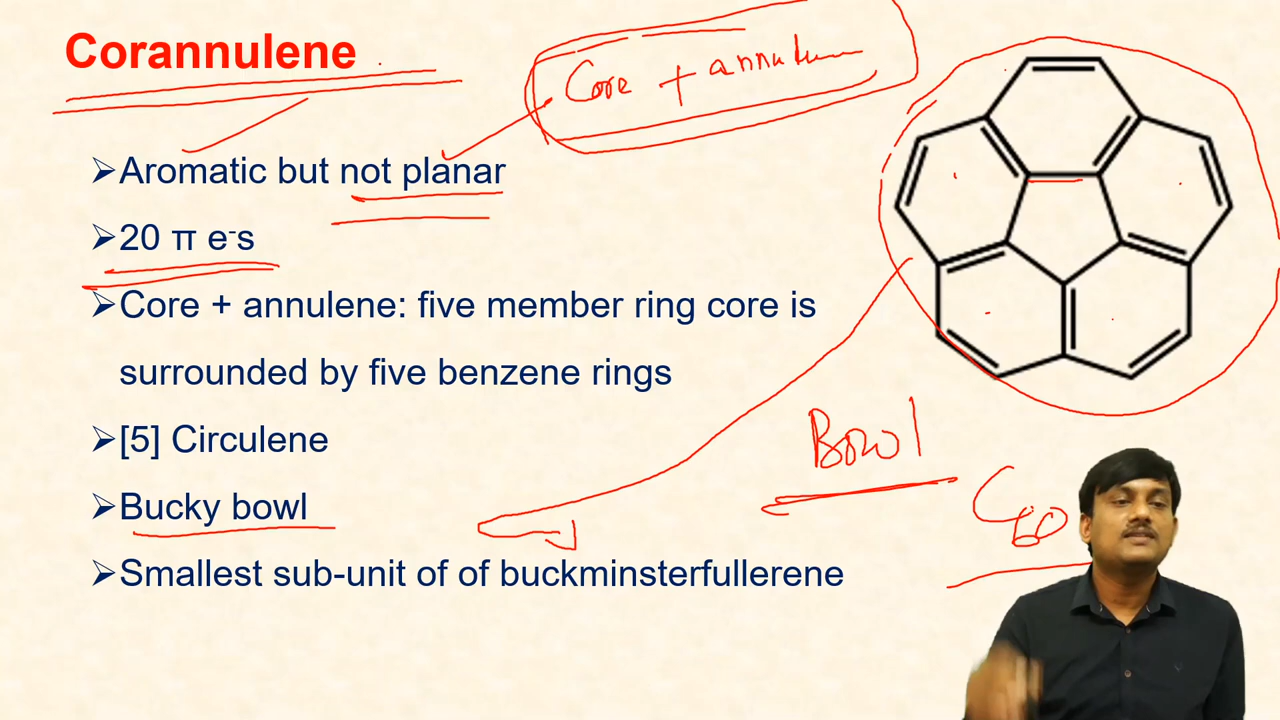 Corannulene
Core + annulene
➢Aromatic but not planar
➢20 π e⁻s
➢Core + annulene: five member ring core is
surrounded by five benzene rings
➢[5] Circulene
Bowl
➢Bucky bowl
C60
➢Smallest sub-unit of of buckminsterfullerene